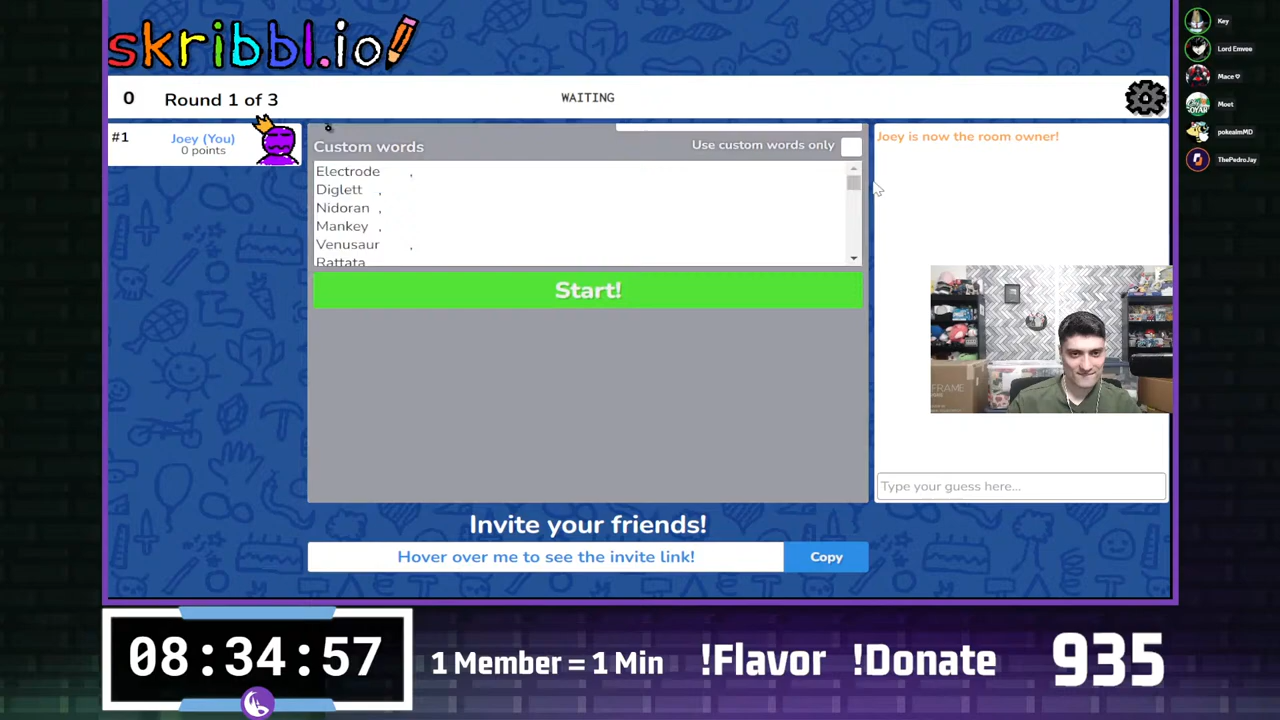 skribbl.io
0 Round 1 of 3
WAITING
#1
Joey (You)
0 points
Custom words
Use custom words only
Electrode ,
Diglett ,
Nidoran ,
Mankey ,
Venusaur ,
Rattata
Start!
Joey is now the room owner!
Type your guess here...
Invite your friends!
Hover over me to see the invite link!
Copy
Key
Lord Emvee
Mace ♡
Moet
pokealmMD
ThePedroJay
08:34:57
1 Member = 1 Min
!Flavor
!Donate
935